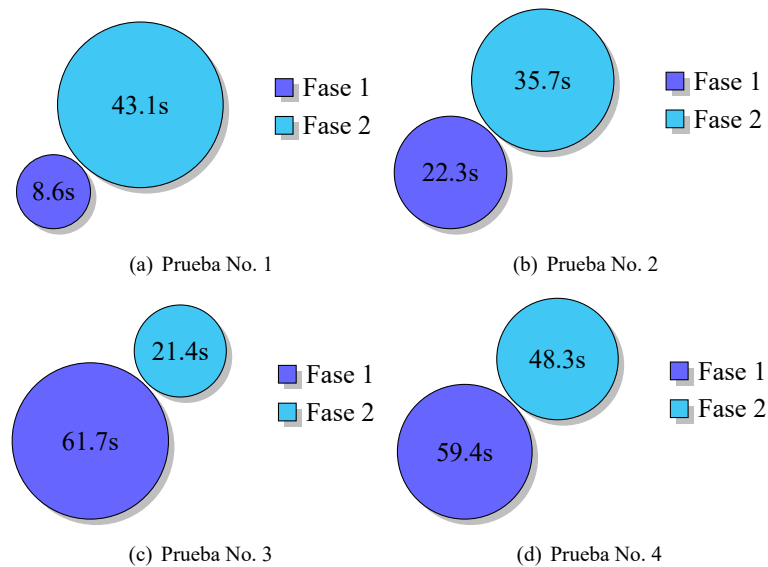 43.1s
8.6s
Fase 1
Fase 2
(a) Prueba No. 1
35.7s
22.3s
Fase 1
Fase 2
(b) Prueba No. 2
21.4s
61.7s
Fase 1
Fase 2
(c) Prueba No. 3
48.3s
59.4s
Fase 1
Fase 2
(d) Prueba No. 4